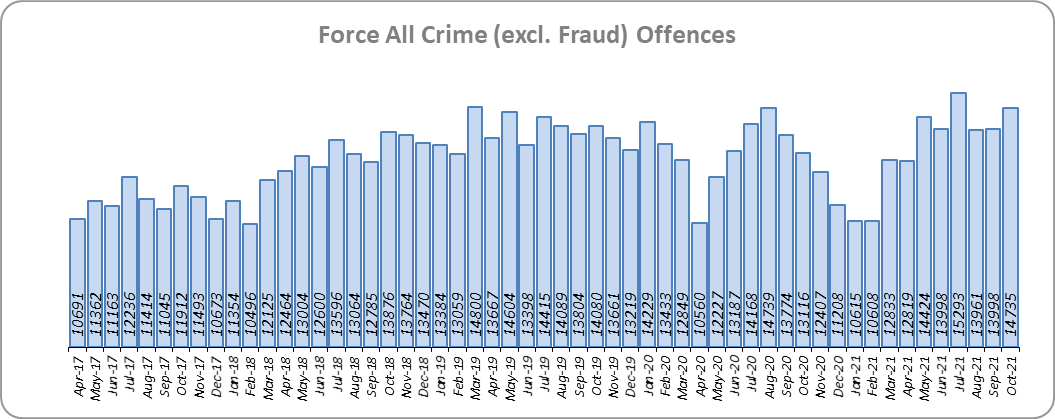 Force All Crime (excl. Fraud) Offences
10691 11362 11163 12236 11414 11045 11912 11493 10673 11354 10496 12125 12464 13004 12600 13596 13064 12785 13876 13764 13470 13384 13059 14800 13667 14604 13398 14415 14089 13804 14080 13661 13219 14229 13433 12849 10560 12227 13187 14168 14739 13774 13116 12407 11208 10615 10608 12833 12819 14424 13998 15293 13961 13998 14735
Apr-17 May-17 Jun-17 Jul-17 Aug-17 Sep-17 Oct-17 Nov-17 Dec-17 Jan-18 Feb-18 Mar-18 Apr-18 May-18 Jun-18 Jul-18 Aug-18 Sep-18 Oct-18 Nov-18 Dec-18 Jan-19 Feb-19 Mar-19 Apr-19 May-19 Jun-19 Jul-19 Aug-19 Sep-19 Oct-19 Nov-19 Dec-19 Jan-20 Feb-20 Mar-20 Apr-20 May-20 Jun-20 Jul-20 Aug-20 Sep-20 Oct-20 Nov-20 Dec-20 Jan-21 Feb-21 Mar-21 Apr-21 May-21 Jun-21 Jul-21 Aug-21 Sep-21 Oct-21